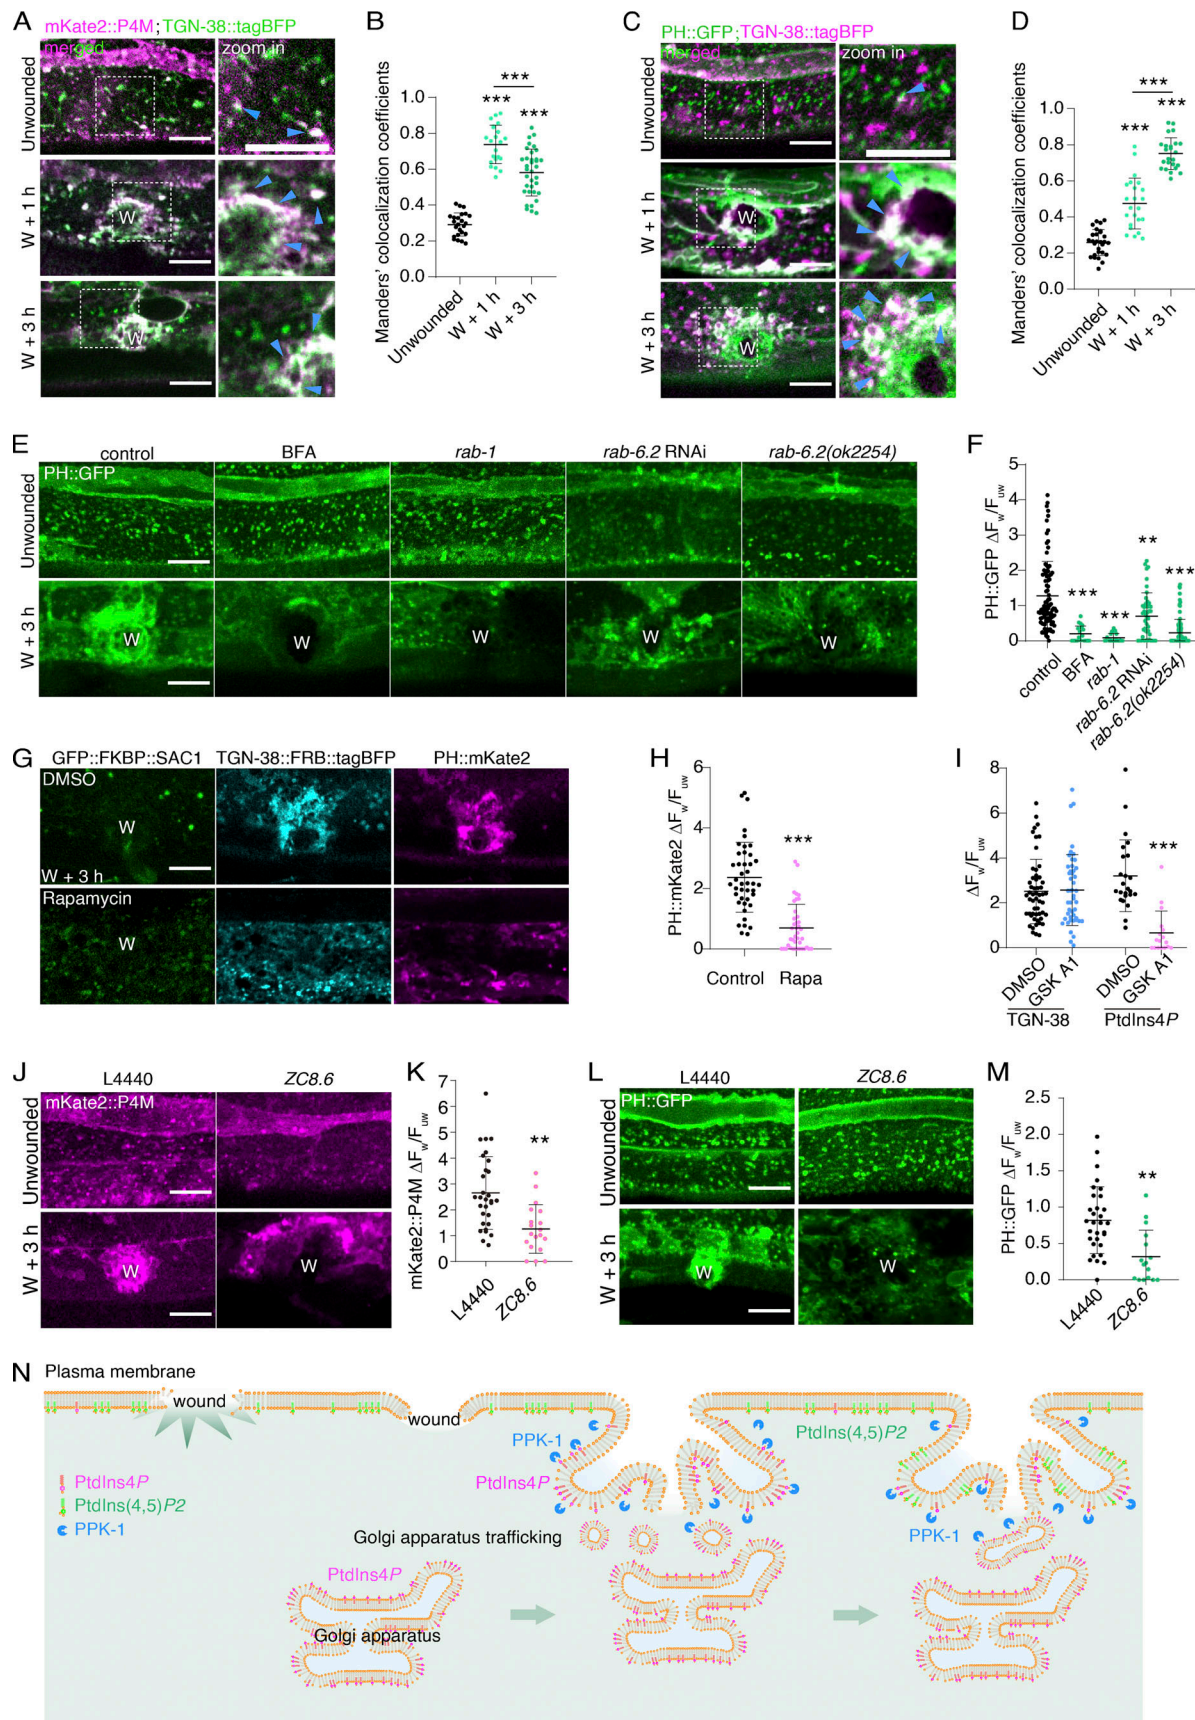 A
mKate2::P4M;TGN-38::tagBFP
merged
zoom in
Unwounded
W + 1 h
W
W + 3 h
W
B
Manders' colocalization coefficients
1.0
0.8
0.6
0.4
0.2
0.0
***
***
***
Unwounded
W + 1 h
W + 3 h
C
PH::GFP;TGN-38::tagBFP
merged
zoom in
Unwounded
W + 1 h
W
W + 3 h
W
D
Manders' colocalization coefficients
1.0
0.8
0.6
0.4
0.2
0.0
***
***
***
Unwounded
W + 1 h
W + 3 h
E
control
BFA
rab-1
rab-6.2 RNAi
rab-6.2(ok2254)
PH::GFP
Unwounded
W + 3 h
W
W
W
W
W
F
PH::GFP ΔFw/Fuw
5
4
3
2
1
0
***
***
**
***
control
BFA
rab-1
rab-6.2 RNAi
rab-6.2(ok2254)
G
GFP::FKBP::SAC1
TGN-38::FRB::tagBFP
PH::mKate2
DMSO
W
W + 3 h
Rapamycin
W
H
PH::mKate2 ΔFw/Fuw
6
4
2
0
***
Control
Rapa
I
ΔFw/Fuw
8
6
4
2
0
***
DMSO
GSK A1
DMSO
GSK A1
TGN-38
PtdIns4P
J
L4440
ZC8.6
mKate2::P4M
Unwounded
W + 3 h
W
W
K
mKate2::P4M ΔFw/Fuw
7
6
5
4
3
2
1
0
**
L4440
ZC8.6
L
L4440
ZC8.6
PH::GFP
Unwounded
W + 3 h
W
W
M
PH::GFP ΔFw/Fuw
2.5
2.0
1.5
1.0
0.5
0.0
**
L4440
ZC8.6
N
Plasma membrane
wound
wound
PPK-1
PtdIns(4,5)P2
PtdIns4P
PtdIns4P
PtdIns(4,5)P2
PPK-1
Golgi apparatus trafficking
PPK-1
PtdIns4P
Golgi apparatus